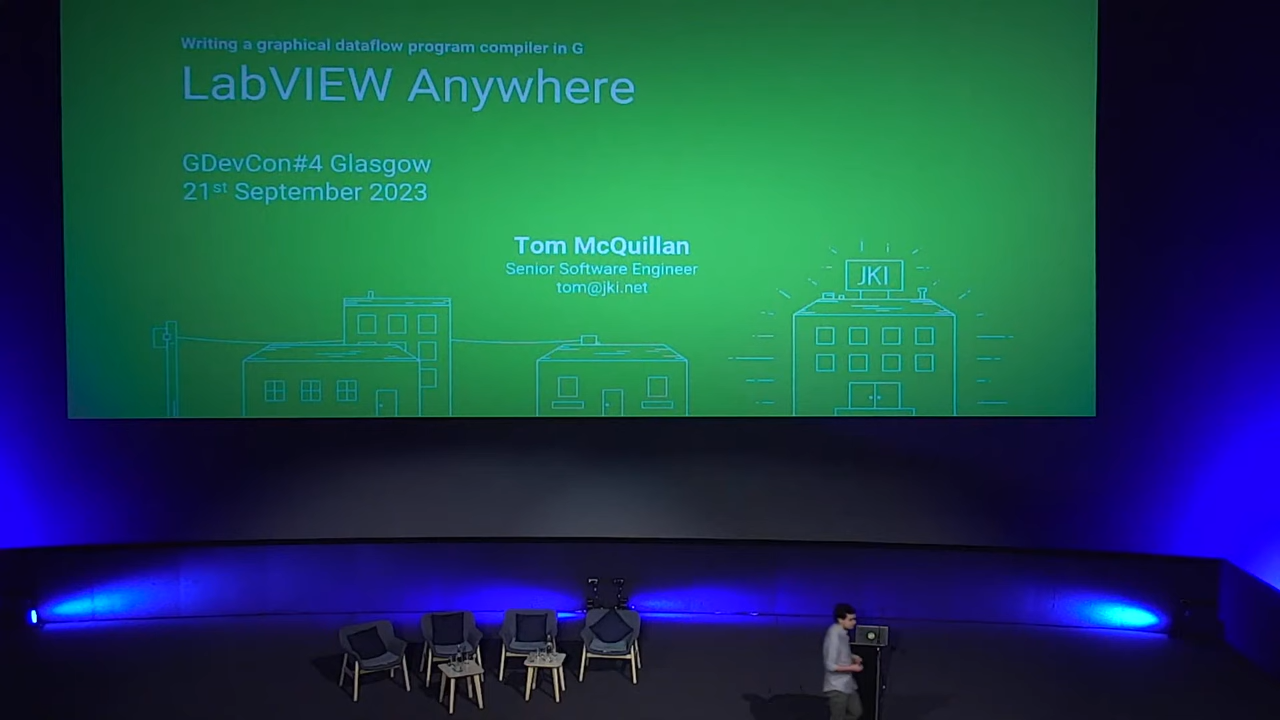 Writing a graphical dataflow program compiler in G
LabVIEW Anywhere
GDevCon#4 Glasgow
21st September 2023
Tom McQuillan
Senior Software Engineer
tom@jki.net
JKI